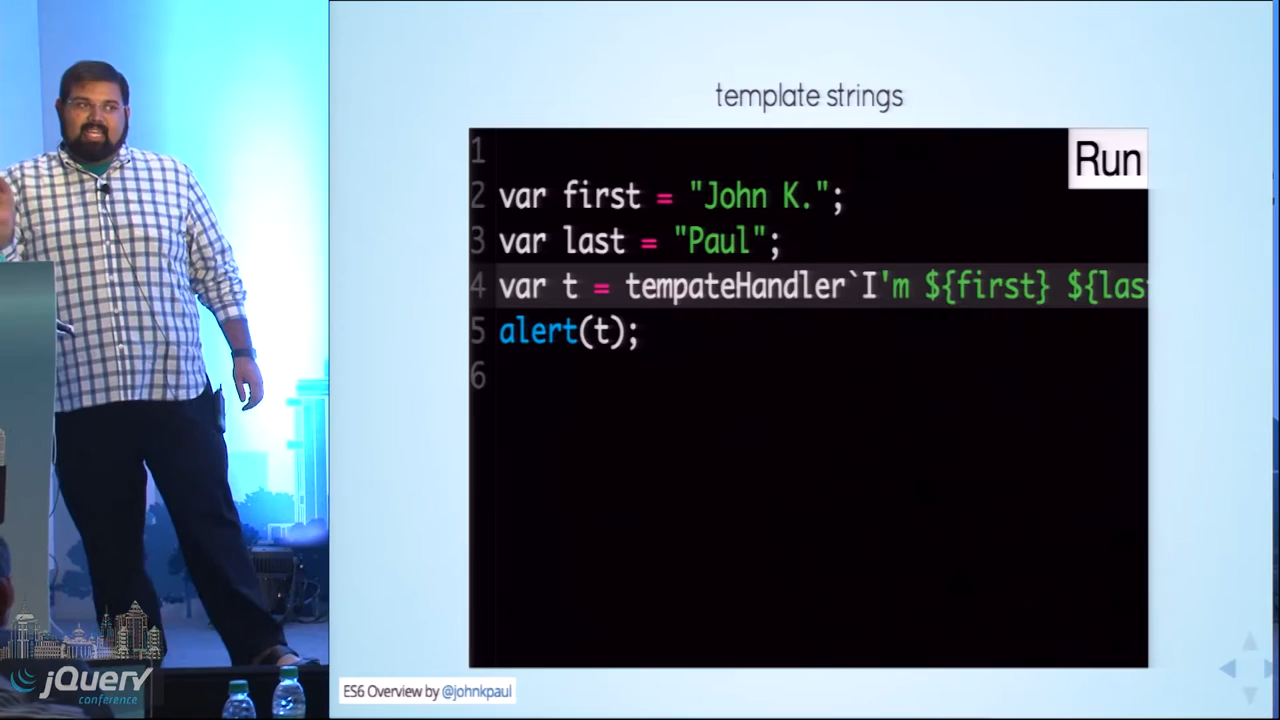 template strings
Run
1
2 var first = "John K.";
3 var last = "Paul";
4 var t = tempateHandler`I'm ${first} ${las
5 alert(t);
6
jQuery
conference
ES6 Overview by @johnkpaul